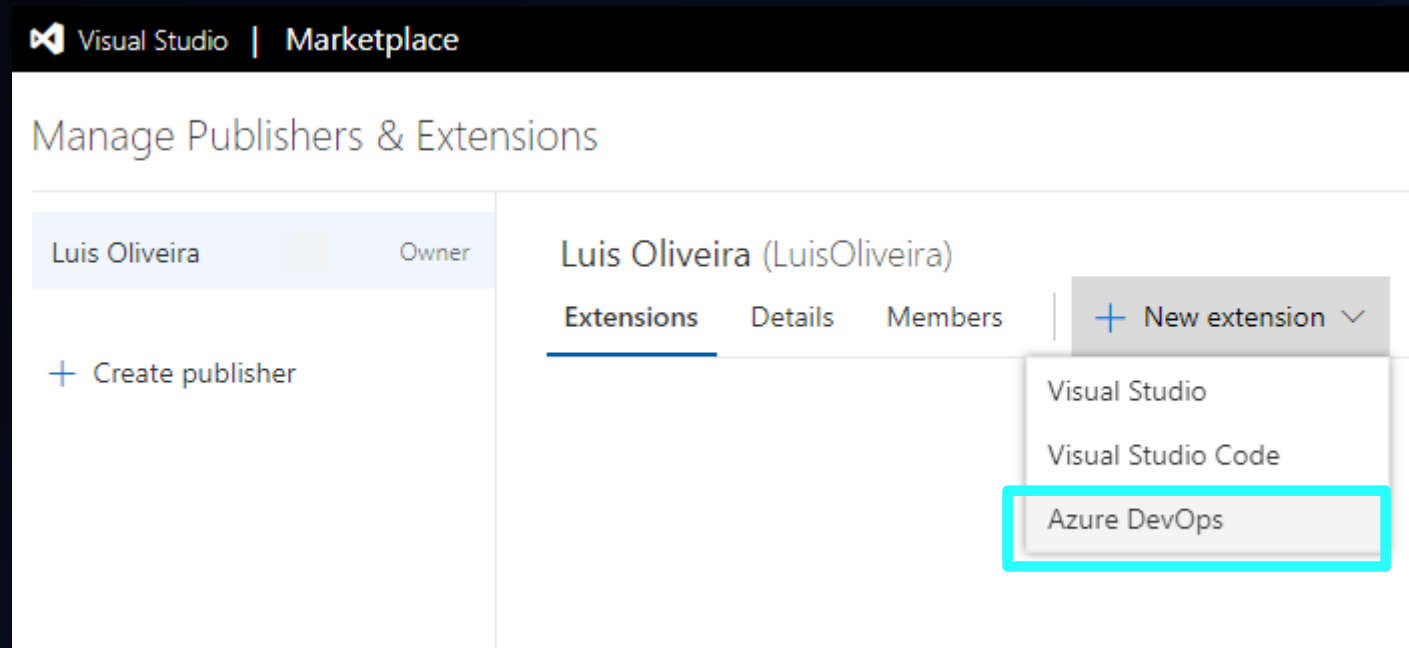 Visual Studio | Marketplace
Manage Publishers & Extensions
Luis Oliveira Owner
+ Create publisher
Luis Oliveira (LuisOliveira)
Extensions Details Members + New extension
Visual Studio
Visual Studio Code
Azure DevOps